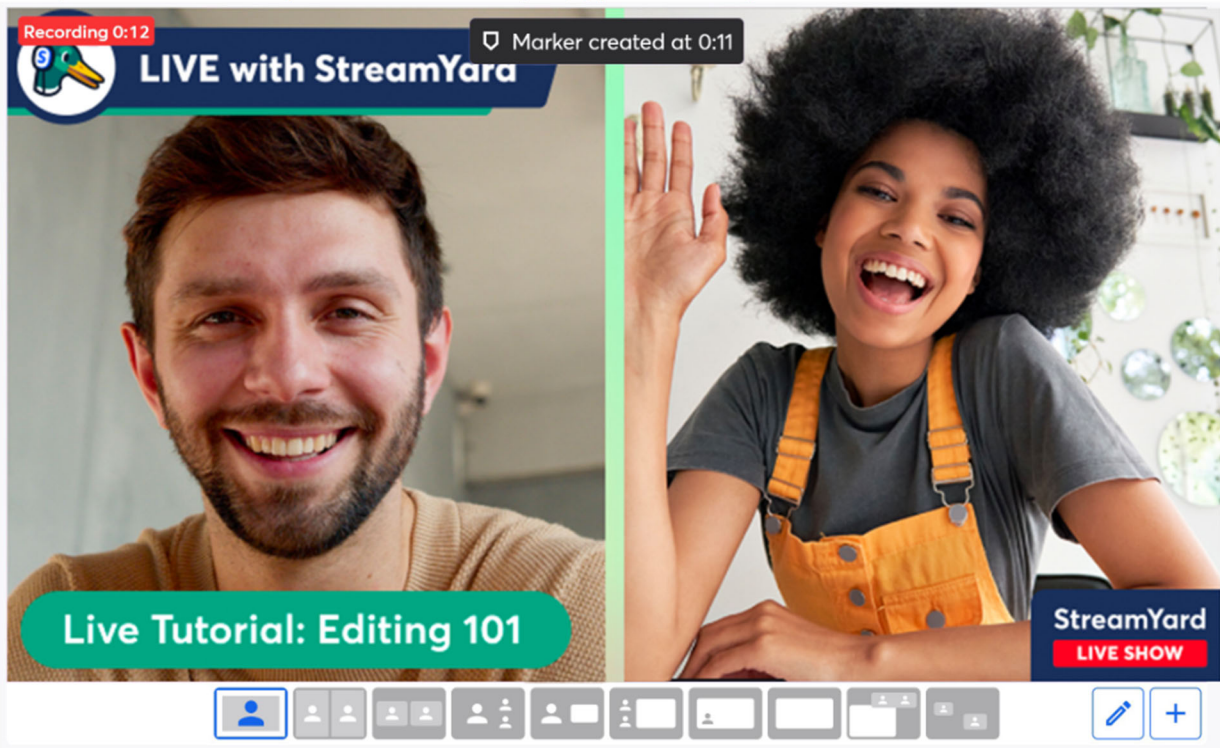 Recording 0:12
Marker created at 0:11
S
LIVE with StreamYard
Live Tutorial: Editing 101
StreamYard
LIVE SHOW